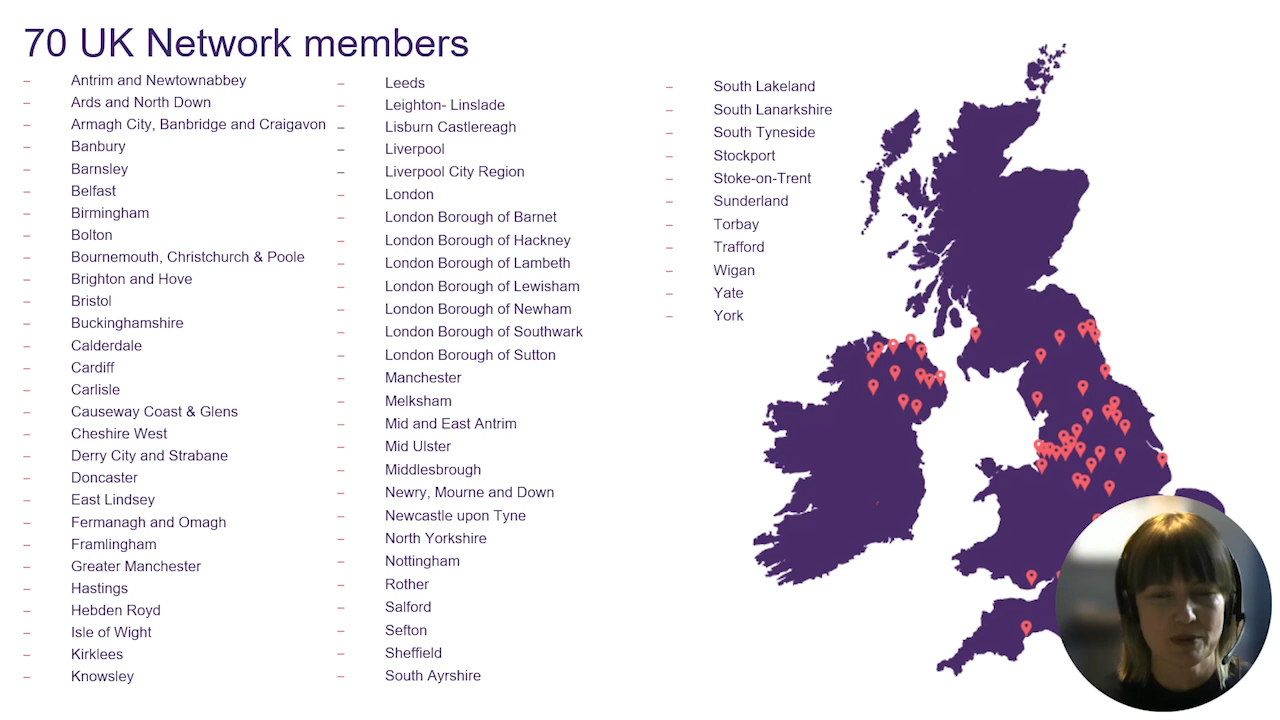 70 UK Network members
– Antrim and Newtownabbey
– Ards and North Down
– Armagh City, Banbridge and Craigavon
– Banbury
– Barnsley
– Belfast
– Birmingham
– Bolton
– Bournemouth, Christchurch & Poole
– Brighton and Hove
– Bristol
– Buckinghamshire
– Calderdale
– Cardiff
– Carlisle
– Causeway Coast & Glens
– Cheshire West
– Derry City and Strabane
– Doncaster
– East Lindsey
– Fermanagh and Omagh
– Framlingham
– Greater Manchester
– Hastings
– Hebden Royd
– Isle of Wight
– Kirklees
– Knowsley
– Leeds
– Leighton- Linslade
– Lisburn Castlereagh
– Liverpool
– Liverpool City Region
– London
– London Borough of Barnet
– London Borough of Hackney
– London Borough of Lambeth
– London Borough of Lewisham
– London Borough of Newham
– London Borough of Southwark
– London Borough of Sutton
– Manchester
– Melksham
– Mid and East Antrim
– Mid Ulster
– Middlesbrough
– Newry, Mourne and Down
– Newcastle upon Tyne
– North Yorkshire
– Nottingham
– Rother
– Salford
– Sefton
– Sheffield
– South Ayrshire
– South Lakeland
– South Lanarkshire
– South Tyneside
– Stockport
– Stoke-on-Trent
– Sunderland
– Torbay
– Trafford
– Wigan
– Yate
– York